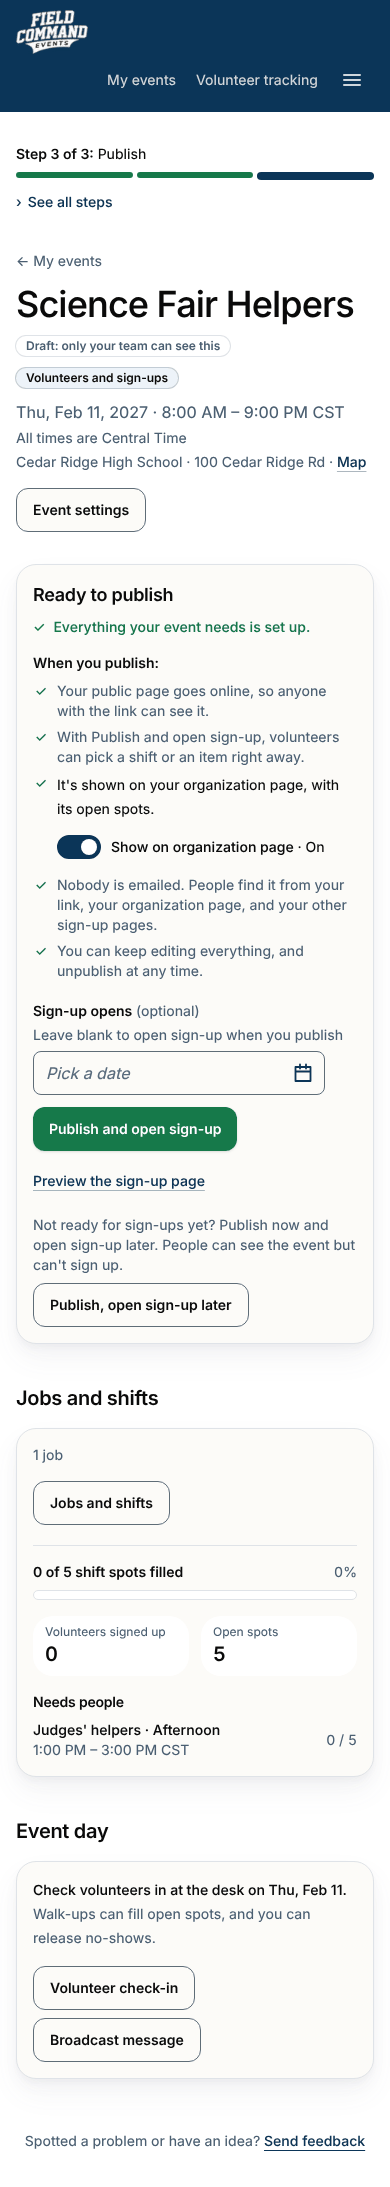 FIELD
COMMAND
EVENTS
My events Volunteer tracking
Step 3 of 3: Publish
› See all steps
← My events
Science Fair Helpers
Draft: only your team can see this
Volunteers and sign-ups
Thu, Feb 11, 2027 · 8:00 AM – 9:00 PM CST
All times are Central Time
Cedar Ridge High School · 100 Cedar Ridge Rd · Map
Event settings
Ready to publish
✓ Everything your event needs is set up.
When you publish:
✓ Your public page goes online, so anyone
with the link can see it.
✓ With Publish and open sign-up, volunteers
can pick a shift or an item right away.
✓ It's shown on your organization page, with
its open spots.
Show on organization page · On
✓ Nobody is emailed. People find it from your
link, your organization page, and your other
sign-up pages.
✓ You can keep editing everything, and
unpublish at any time.
Sign-up opens (optional)
Leave blank to open sign-up when you publish
Pick a date
Publish and open sign-up
Preview the sign-up page
Not ready for sign-ups yet? Publish now and
open sign-up later. People can see the event but
can't sign up.
Publish, open sign-up later
Jobs and shifts
1 job
Jobs and shifts
0 of 5 shift spots filled 0%
Volunteers signed up Open spots
0 5
Needs people
Judges' helpers · Afternoon
1:00 PM – 3:00 PM CST 0 / 5
Event day
Check volunteers in at the desk on Thu, Feb 11.
Walk-ups can fill open spots, and you can
release no-shows.
Volunteer check-in
Broadcast message
Spotted a problem or have an idea? Send feedback